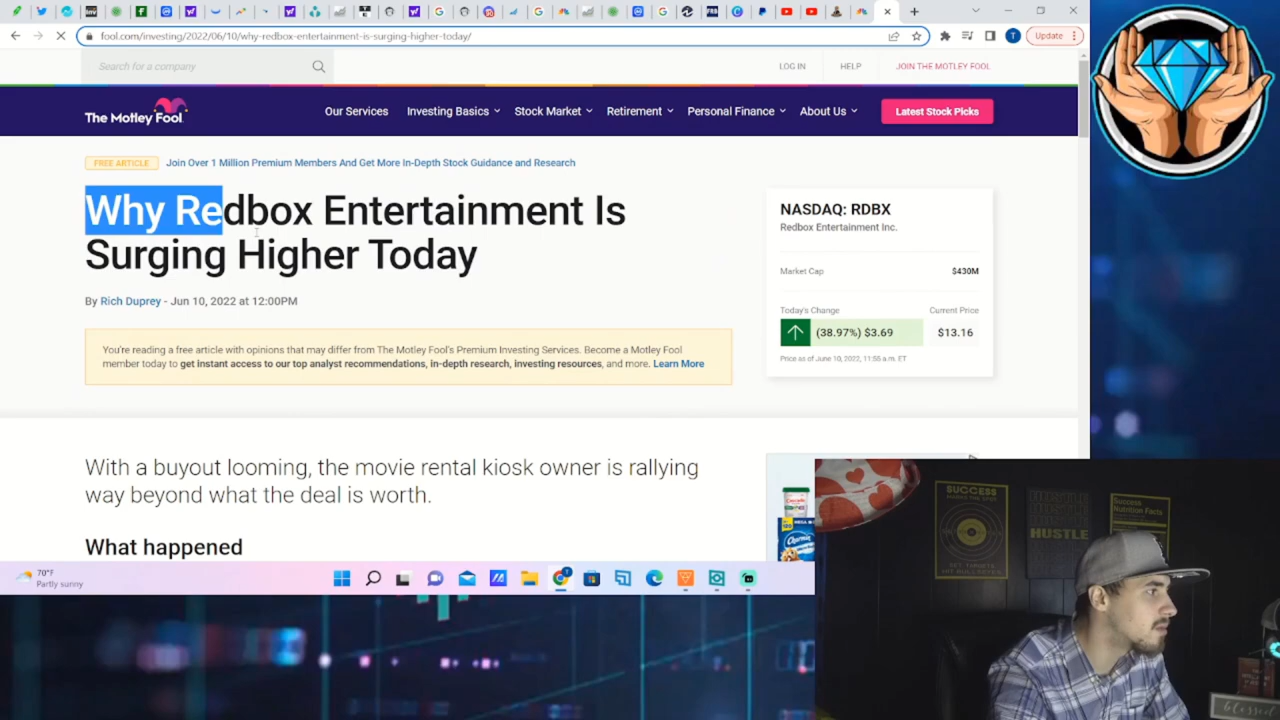 fool.com/investing/2022/06/10/why-redbox-entertainment-is-surging-higher-today/
Update
Search for a company
LOG IN
HELP
JOIN THE MOTLEY FOOL
The Motley Fool
Our Services
Investing Basics
Stock Market
Retirement
Personal Finance
About Us
Latest Stock Picks
FREE ARTICLE
Join Over 1 Million Premium Members And Get More In-Depth Stock Guidance and Research
Why Redbox Entertainment Is
Surging Higher Today
By Rich Duprey - Jun 10, 2022 at 12:00PM
NASDAQ: RDBX
Redbox Entertainment Inc.
Market Cap
$430M
Today's Change
Current Price
(38.97%) $3.69
$13.16
Price as of June 10, 2022, 11:55 a.m. ET
You're reading a free article with opinions that may differ from The Motley Fool's Premium Investing Services. Become a Motley Fool
member today to get instant access to our top analyst recommendations, in-depth research, investing resources, and more. Learn More
With a buyout looming, the movie rental kiosk owner is rallying
way beyond what the deal is worth.
What happened
Charmin
70°F
Partly sunny
SUCCESS
HUSTLE
HUSTLE
HUSTLE
Success
Nutrition Facts
blessed